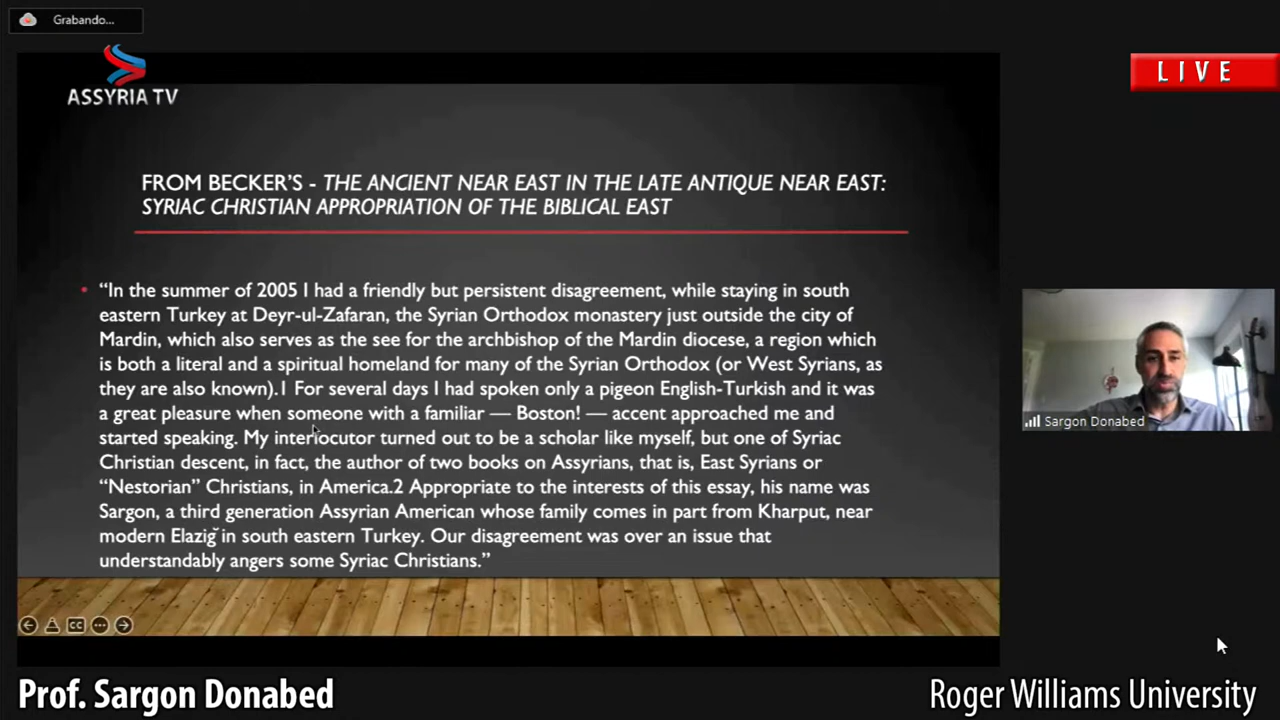 Grabando...
ASSYRIA TV
LIVE
FROM BECKER'S - THE ANCIENT NEAR EAST IN THE LATE ANTIQUE NEAR EAST:
SYRIAC CHRISTIAN APPROPRIATION OF THE BIBLICAL EAST
• “In the summer of 2005 I had a friendly but persistent disagreement, while staying in south
eastern Turkey at Deyr-ul-Zafaran, the Syrian Orthodox monastery just outside the city of
Mardin, which also serves as the see for the archbishop of the Mardin diocese, a region which
is both a literal and a spiritual homeland for many of the Syrian Orthodox (or West Syrians, as
they are also known).1 For several days I had spoken only a pigeon English-Turkish and it was
a great pleasure when someone with a familiar — Boston! — accent approached me and
started speaking. My interlocutor turned out to be a scholar like myself, but one of Syriac
Christian descent, in fact, the author of two books on Assyrians, that is, East Syrians or
“Nestorian” Christians, in America.2 Appropriate to the interests of this essay, his name was
Sargon, a third generation Assyrian American whose family comes in part from Kharput, near
modern Elazig ̆in south eastern Turkey. Our disagreement was over an issue that
understandably angers some Syriac Christians.”
CC
Sargon Donabed
Prof. Sargon Donabed
Roger Williams University